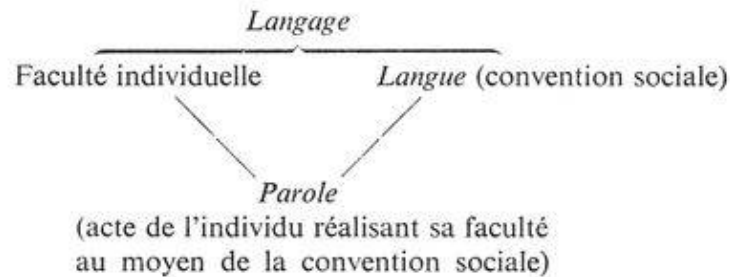 Langage
Faculté individuelle Langue (convention sociale)
Parole
(acte de l'individu réalisant sa faculté
au moyen de la convention sociale)